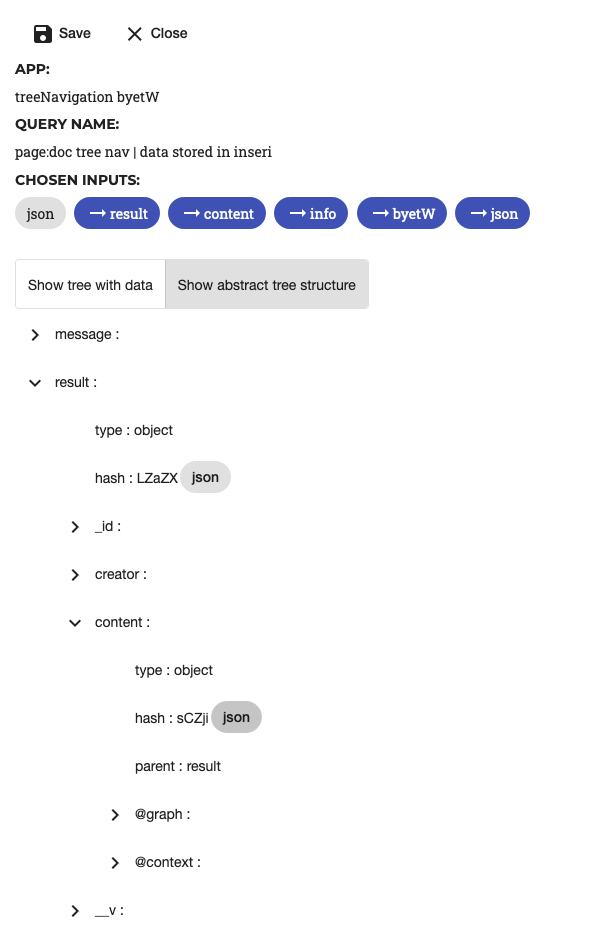 Save Close
APP:
treeNavigation byetW
QUERY NAME:
page:doc tree nav | data stored in inseri
CHOSEN INPUTS:
json → result → content → info → byetW → json
Show tree with data Show abstract tree structure
message :
result :
type : object
hash : LZaZX json
_id :
creator :
content :
type : object
hash : sCZji json
parent : result
@graph :
@context :
__v :